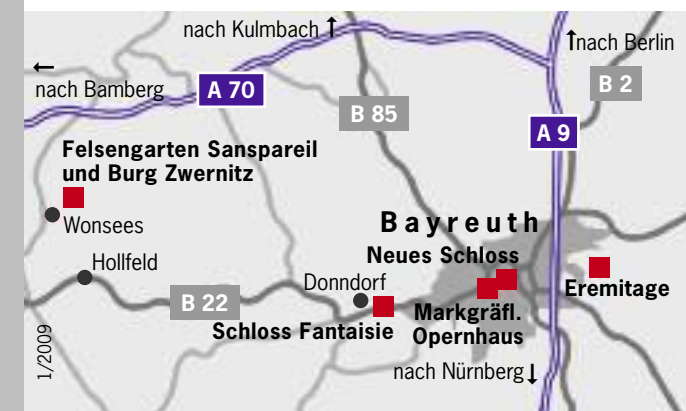 nach Kulmbach ↑
↑nach Berlin
←
nach Bamberg
A 70
B 2
B 85
A 9
Felsengarten Sanspareil
und Burg Zwernitz
Wonsees
Bayreuth
Neues Schloss
Hollfeld
Donndorf
Eremitage
B 22
Markgräfl.
Opernhaus
Schloss Fantaisie
nach Nürnberg↓
1/2009